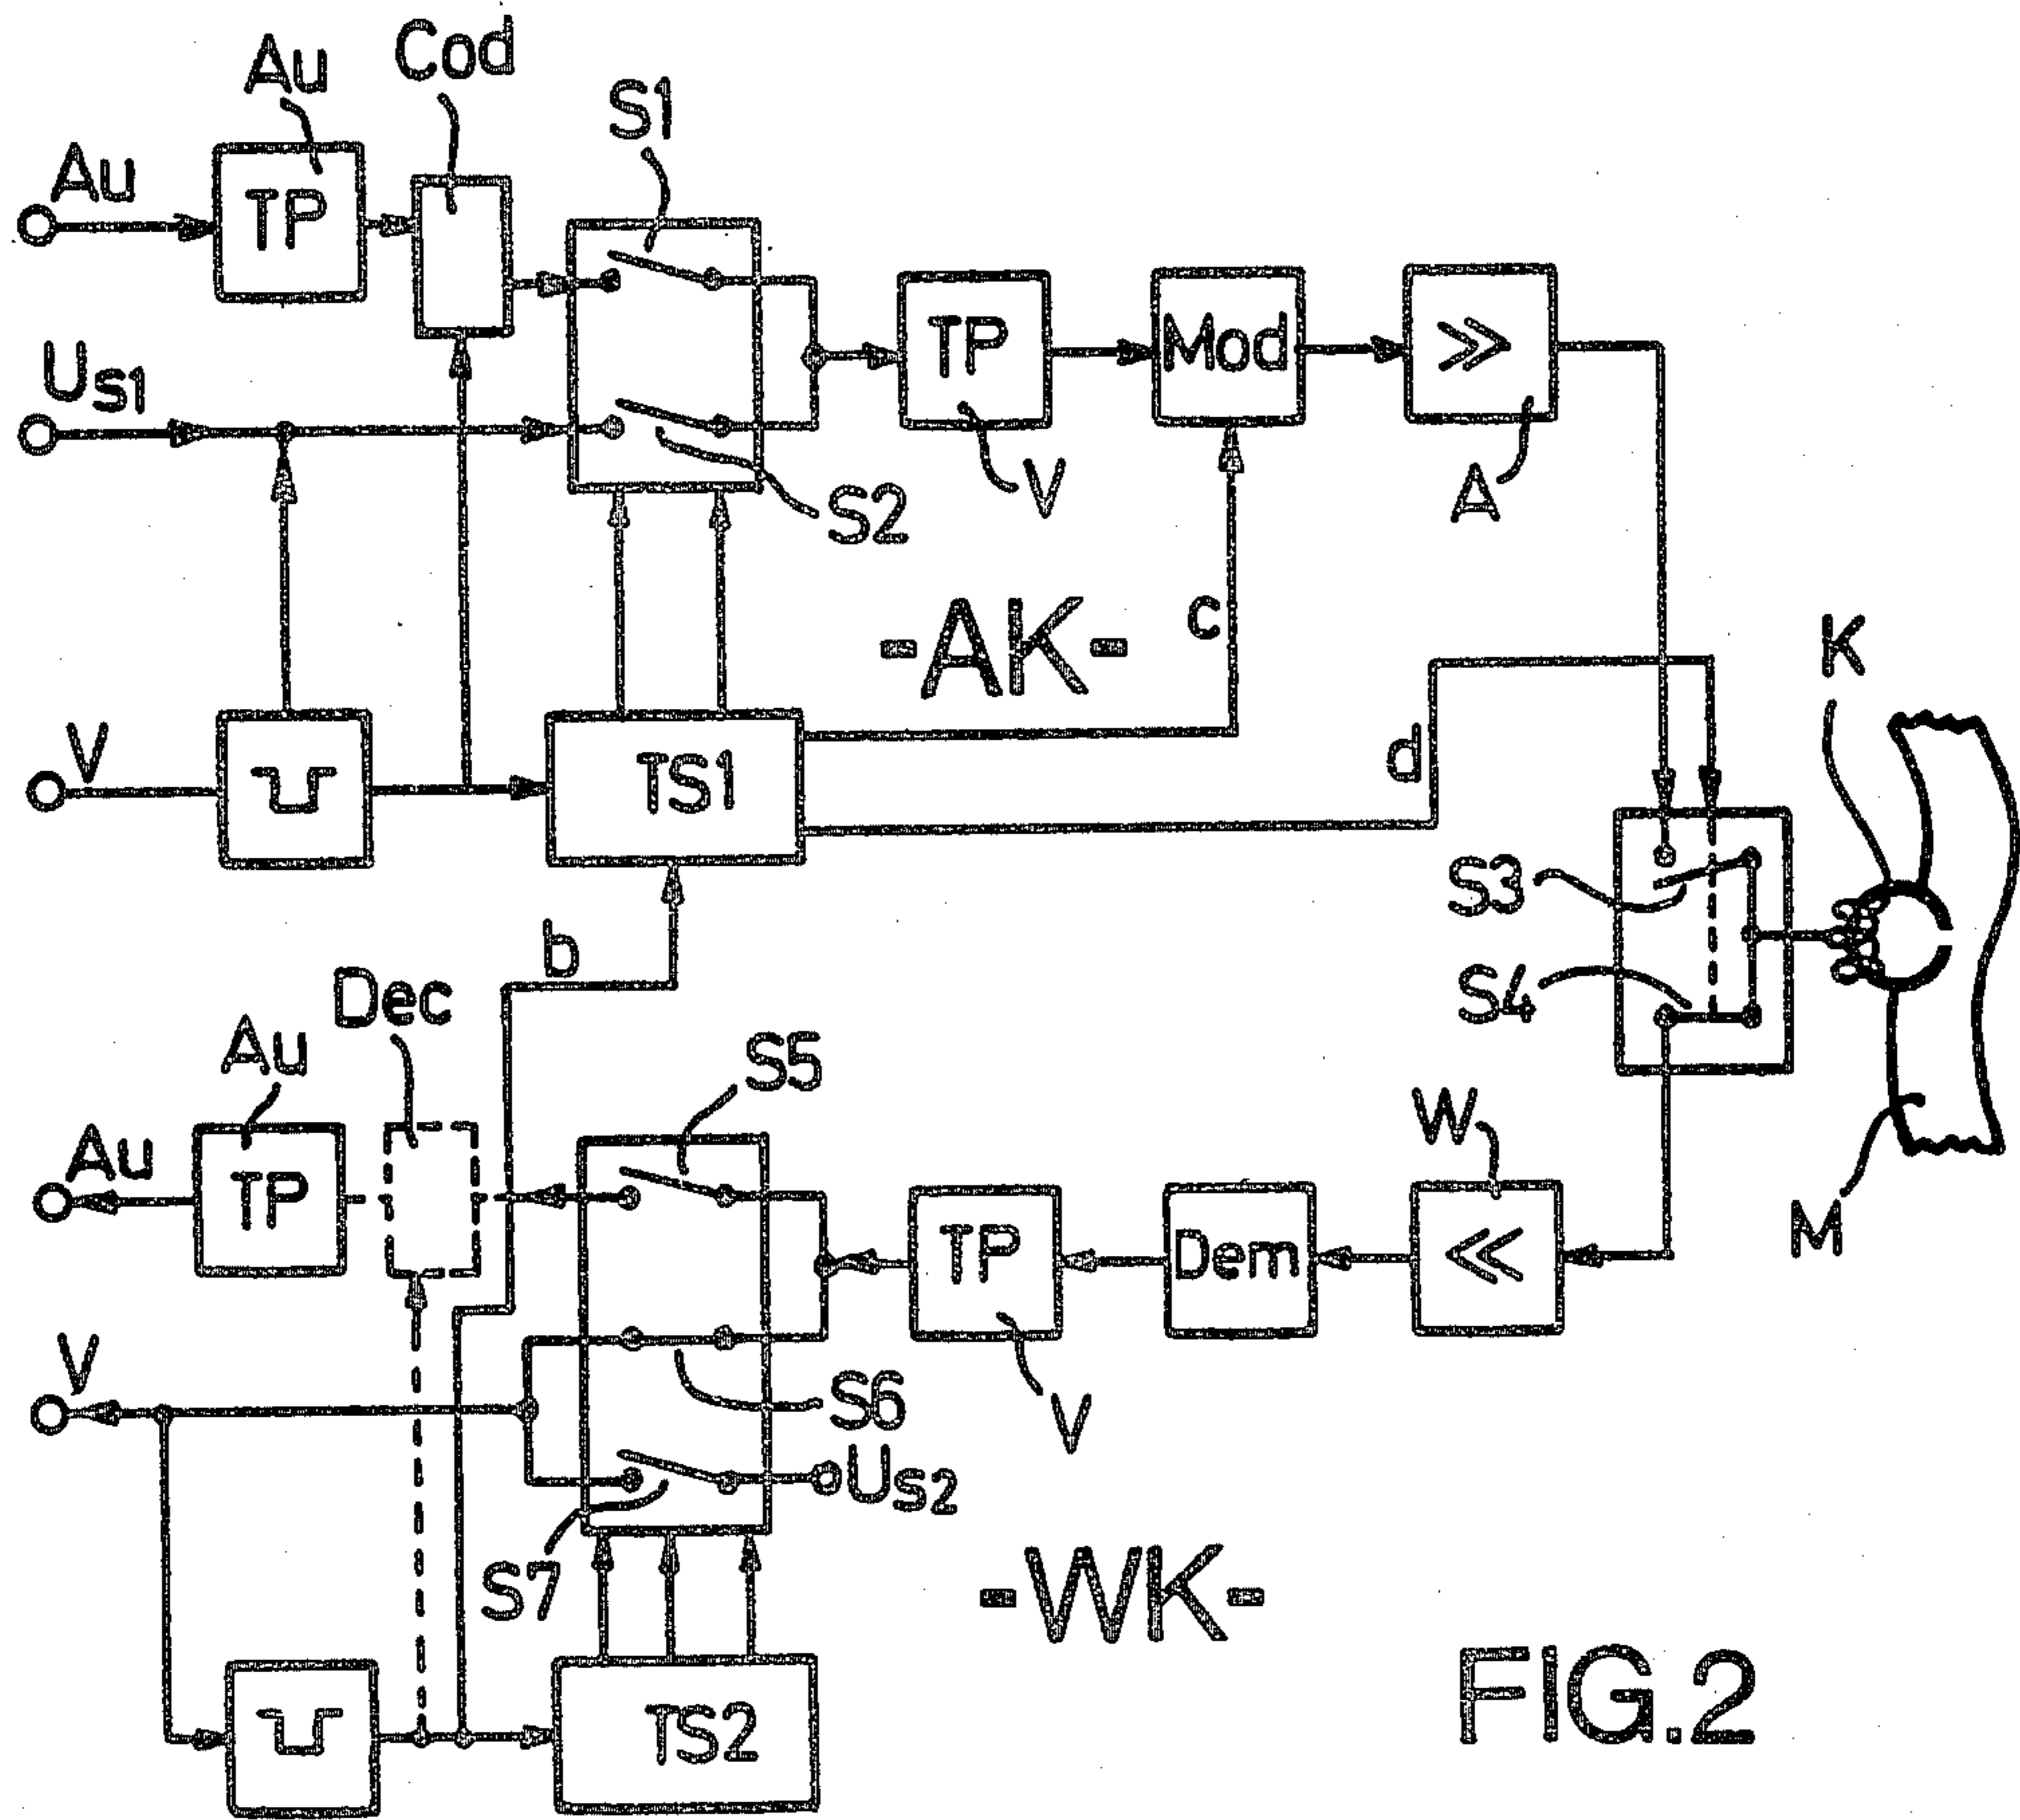 Au
Cod
S1
Au
TP
TP
Mod
>>
Us1
V
A
S2
-AK-
c
K
V
d
TS1
S3
b
Dec
S4
Au
S5
W
Au
TP
TP
Dem
<<
M
V
S6
V
Us2
S7
-WK-
TS2
FIG.2